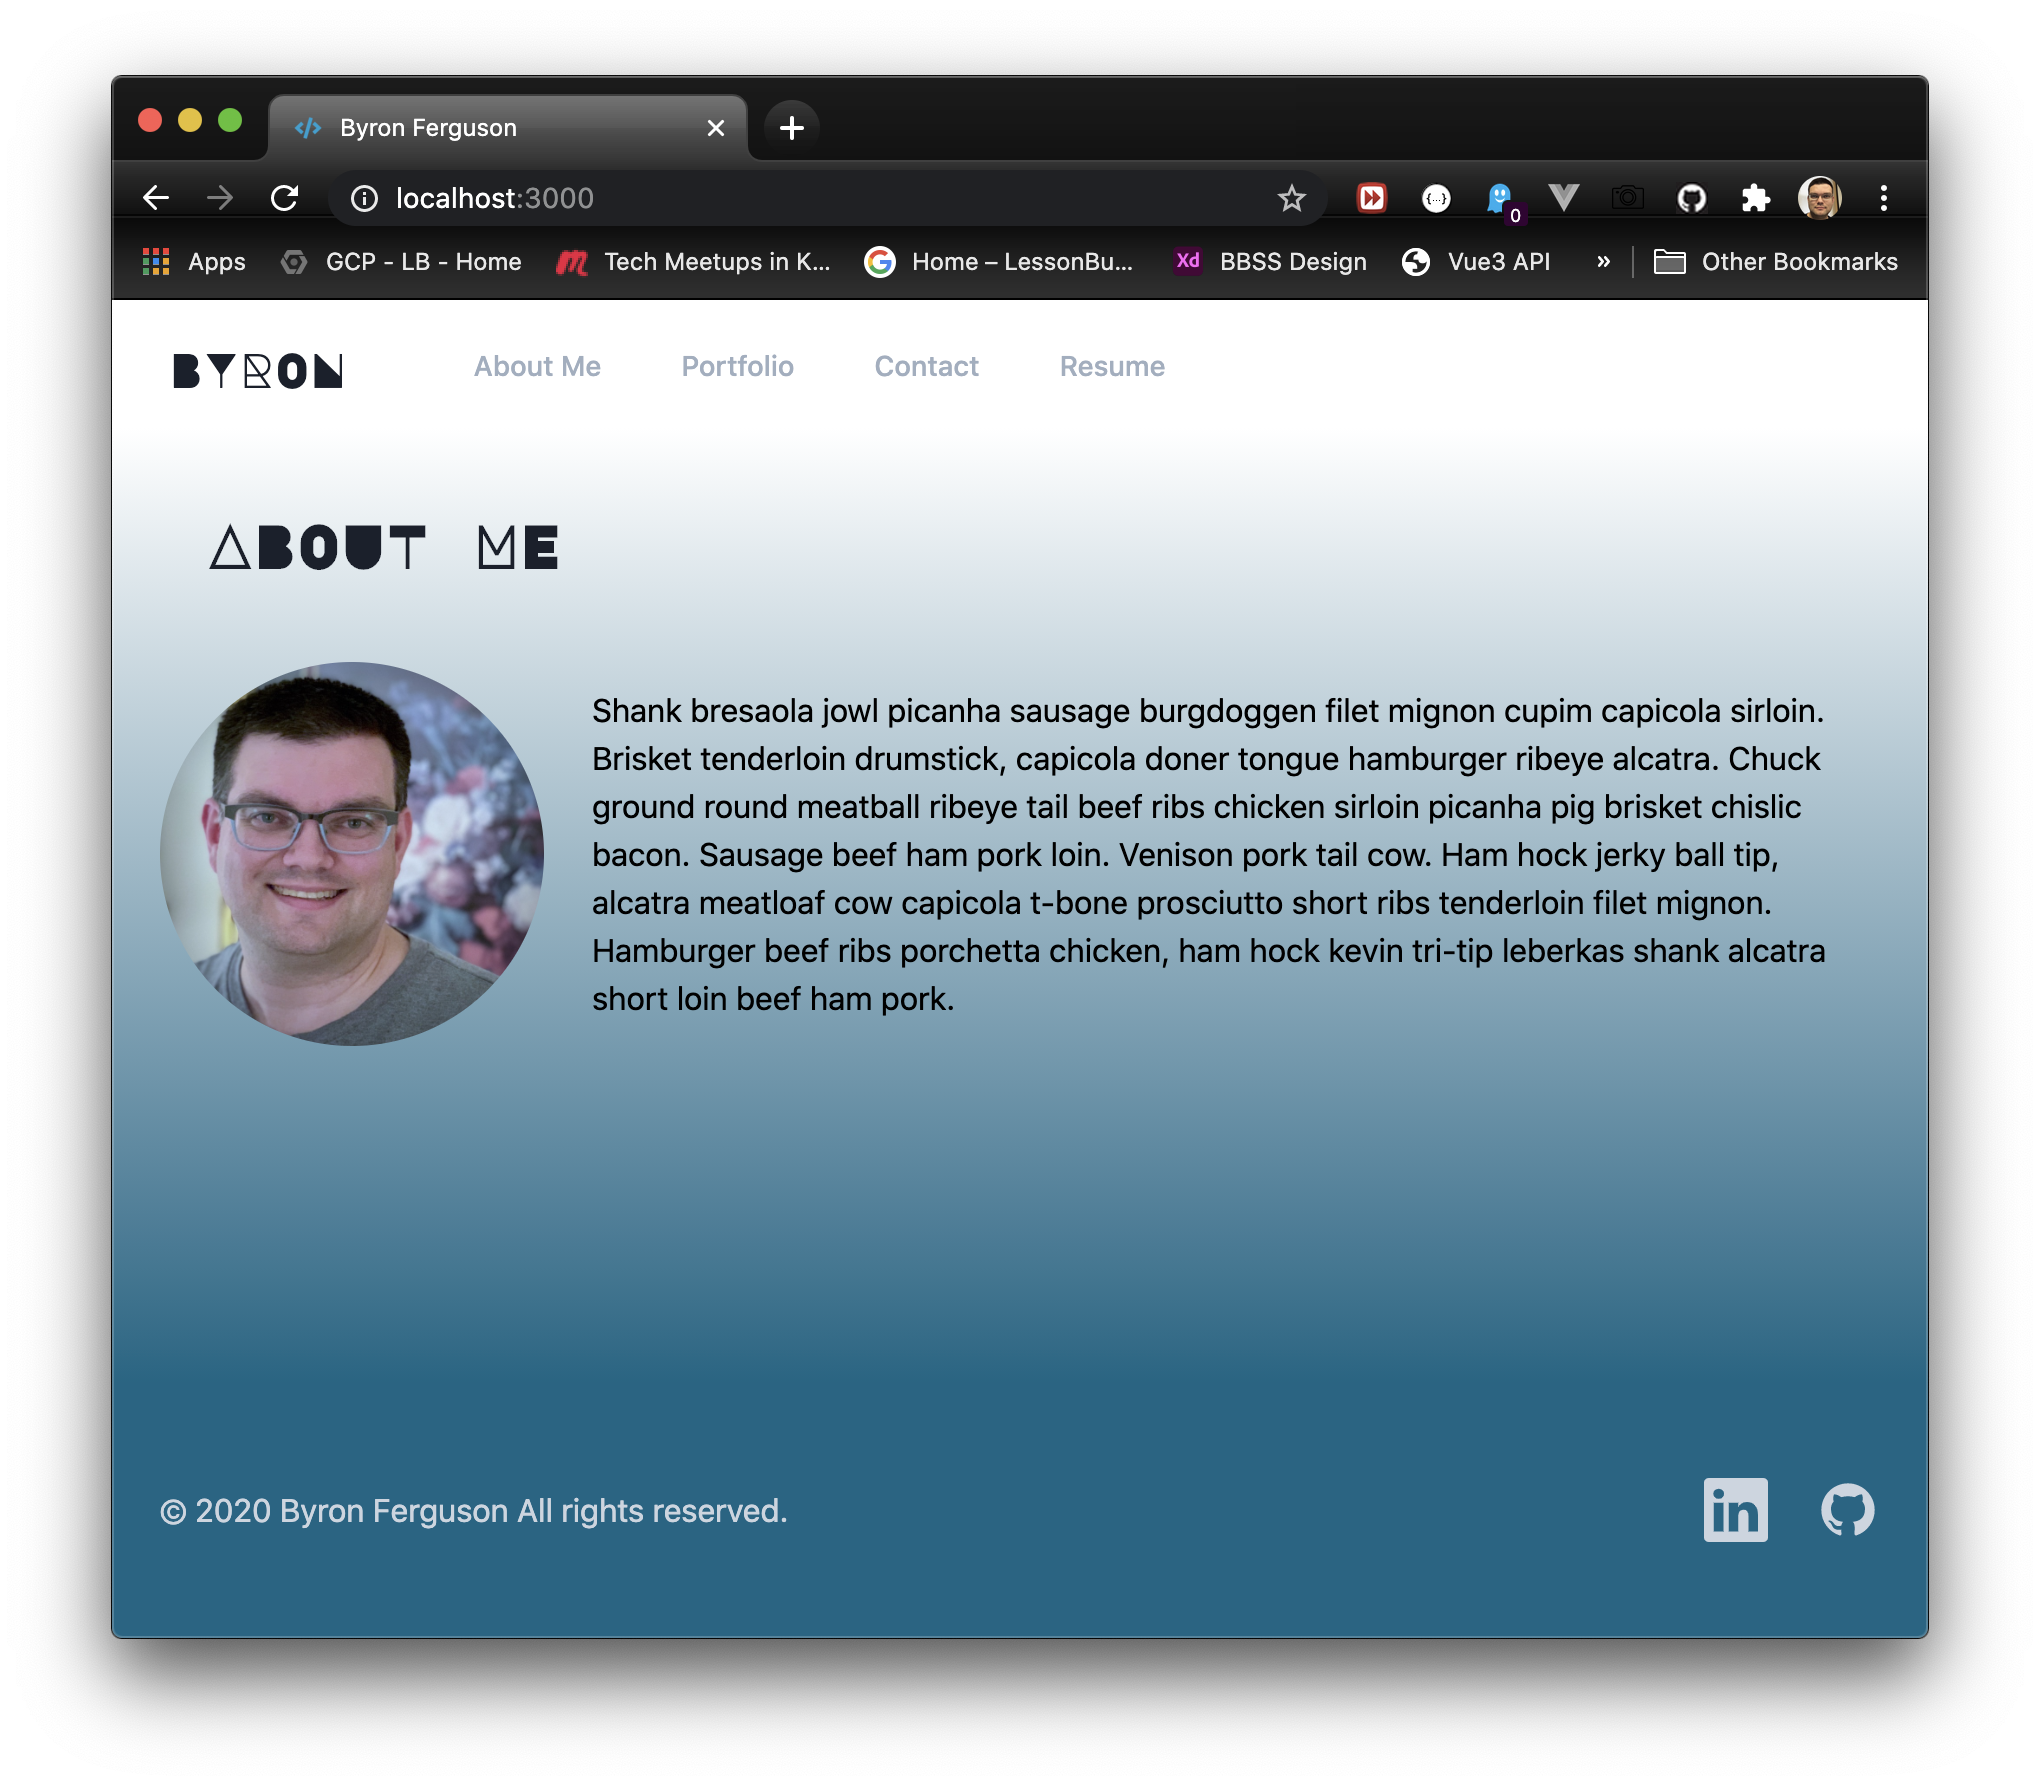 Byron Ferguson
localhost:3000
0
Apps
GCP - LB - Home
Tech Meetups in K...
Home – LessonBu...
Xd
BBSS Design
Vue3 API
»
Other Bookmarks
BYRON
About Me
Portfolio
Contact
Resume
ABOUT ME
Shank bresaola jowl picanha sausage burgdoggen filet mignon cupim capicola sirloin.
Brisket tenderloin drumstick, capicola doner tongue hamburger ribeye alcatra. Chuck
ground round meatball ribeye tail beef ribs chicken sirloin picanha pig brisket chislic
bacon. Sausage beef ham pork loin. Venison pork tail cow. Ham hock jerky ball tip,
alcatra meatloaf cow capicola t-bone prosciutto short ribs tenderloin filet mignon.
Hamburger beef ribs porchetta chicken, ham hock kevin tri-tip leberkas shank alcatra
short loin beef ham pork.
© 2020 Byron Ferguson All rights reserved.
in